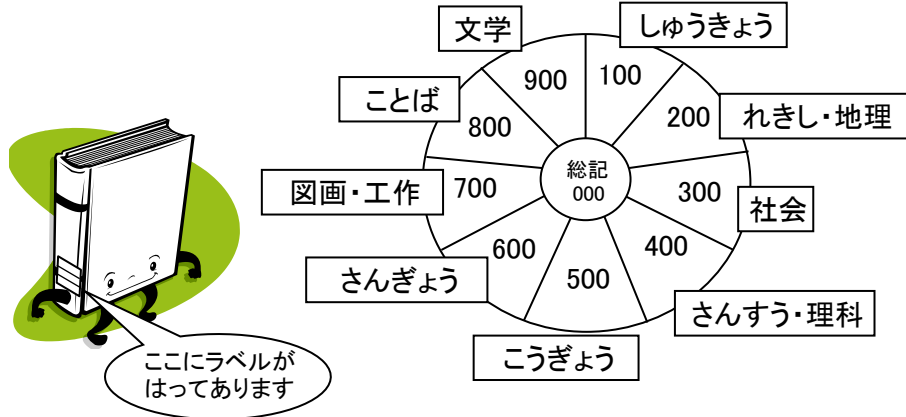 文学
しゅうきょう
900
100
ことば
800
200
れきし・地理
総記
000
図画・工作
700
300
社会
600
400
さんぎょう
500
さんすう・理科
こうぎょう
ここにラベルが
はってあります